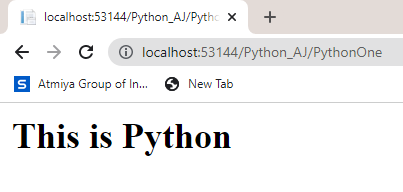 localhost:53144/Python_AJ/Pytho
localhost:53144/Python_AJ/PythonOne
S Atmiya Group of In... New Tab
This is Python